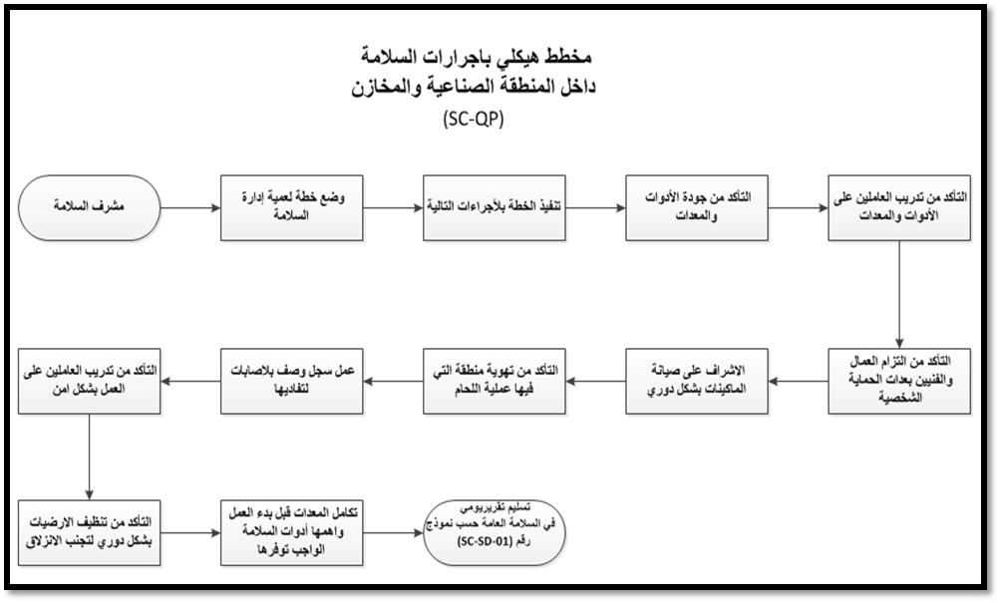 مخطط هيكلي باجرارات السلامة
داخل المنطقة الصناعية والمخازن
(SC-QP)
مشرف السلامة
وضع خطة لعمية إدارة
السلامة
تنفيذ الخطة بلأجراءات التالية
التأكد من جودة الأدوات
والمعدات
التأكد من تدريب العاملين على
الأدوات والمعدات
التأكد من التزام العمال
والفنيين بعدات الحماية
الشخصية
الاشراف على صيانة
الماكينات بشكل دوري
التأكد من تهوية منطقة التي
فيها عملية اللحام
عمل سجل وصف بلاصابات
لتفاديها
التأكد من تدريب العاملين على
العمل بشكل امن
التأكد من تنظيف الارضيات
بشكل دوري لتجنب الانزلاق
تكامل المعدات قبل بدء العمل
واهمها أدوات السلامة
الواجب توفرها
تسليم تقريريومي
في السلامة العامة حسب نموذج
رقم (SC-SD-01)